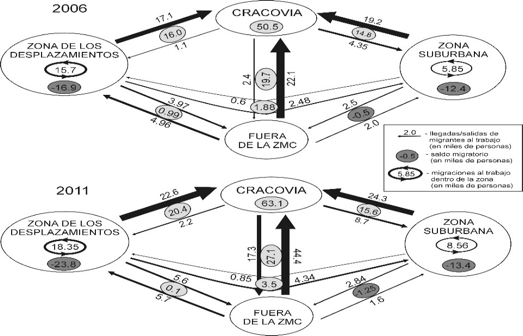 2006
CRACOVIA
50.5
ZONA DE LOS
DESPLAZAMIENTOS
15.7
-16.9
ZONA
SUBURBANA
5.85
-12.4
FUERA
DE LA ZMC
17.1
16.0
1.1
19.2
14.8
4.35
2.4
19.7
22.1
3.97
0.99
4.96
0.6
1.88
2.48
2.5
-0.5
2.0
2.0
- llegadas/salidas de
migrantes al trabajo
(en miles de personas)
-0.5
- saldo migratorio
(en miles de personas)
5,85
- migraciones al trabajo
dentro de la zona
(en miles de personas)
2011
CRACOVIA
63.1
ZONA DE LOS
DESPLAZAMIENTOS
18.35
-23.8
ZONA
SUBURBANA
8.56
-13.4
FUERA
DE LA ZMC
22.6
20.4
2.2
24.3
15.6
8.7
17.3
27.1
44.4
5.6
0.1
5.7
0.85
3.5
4.34
2.84
-1.25
1.6